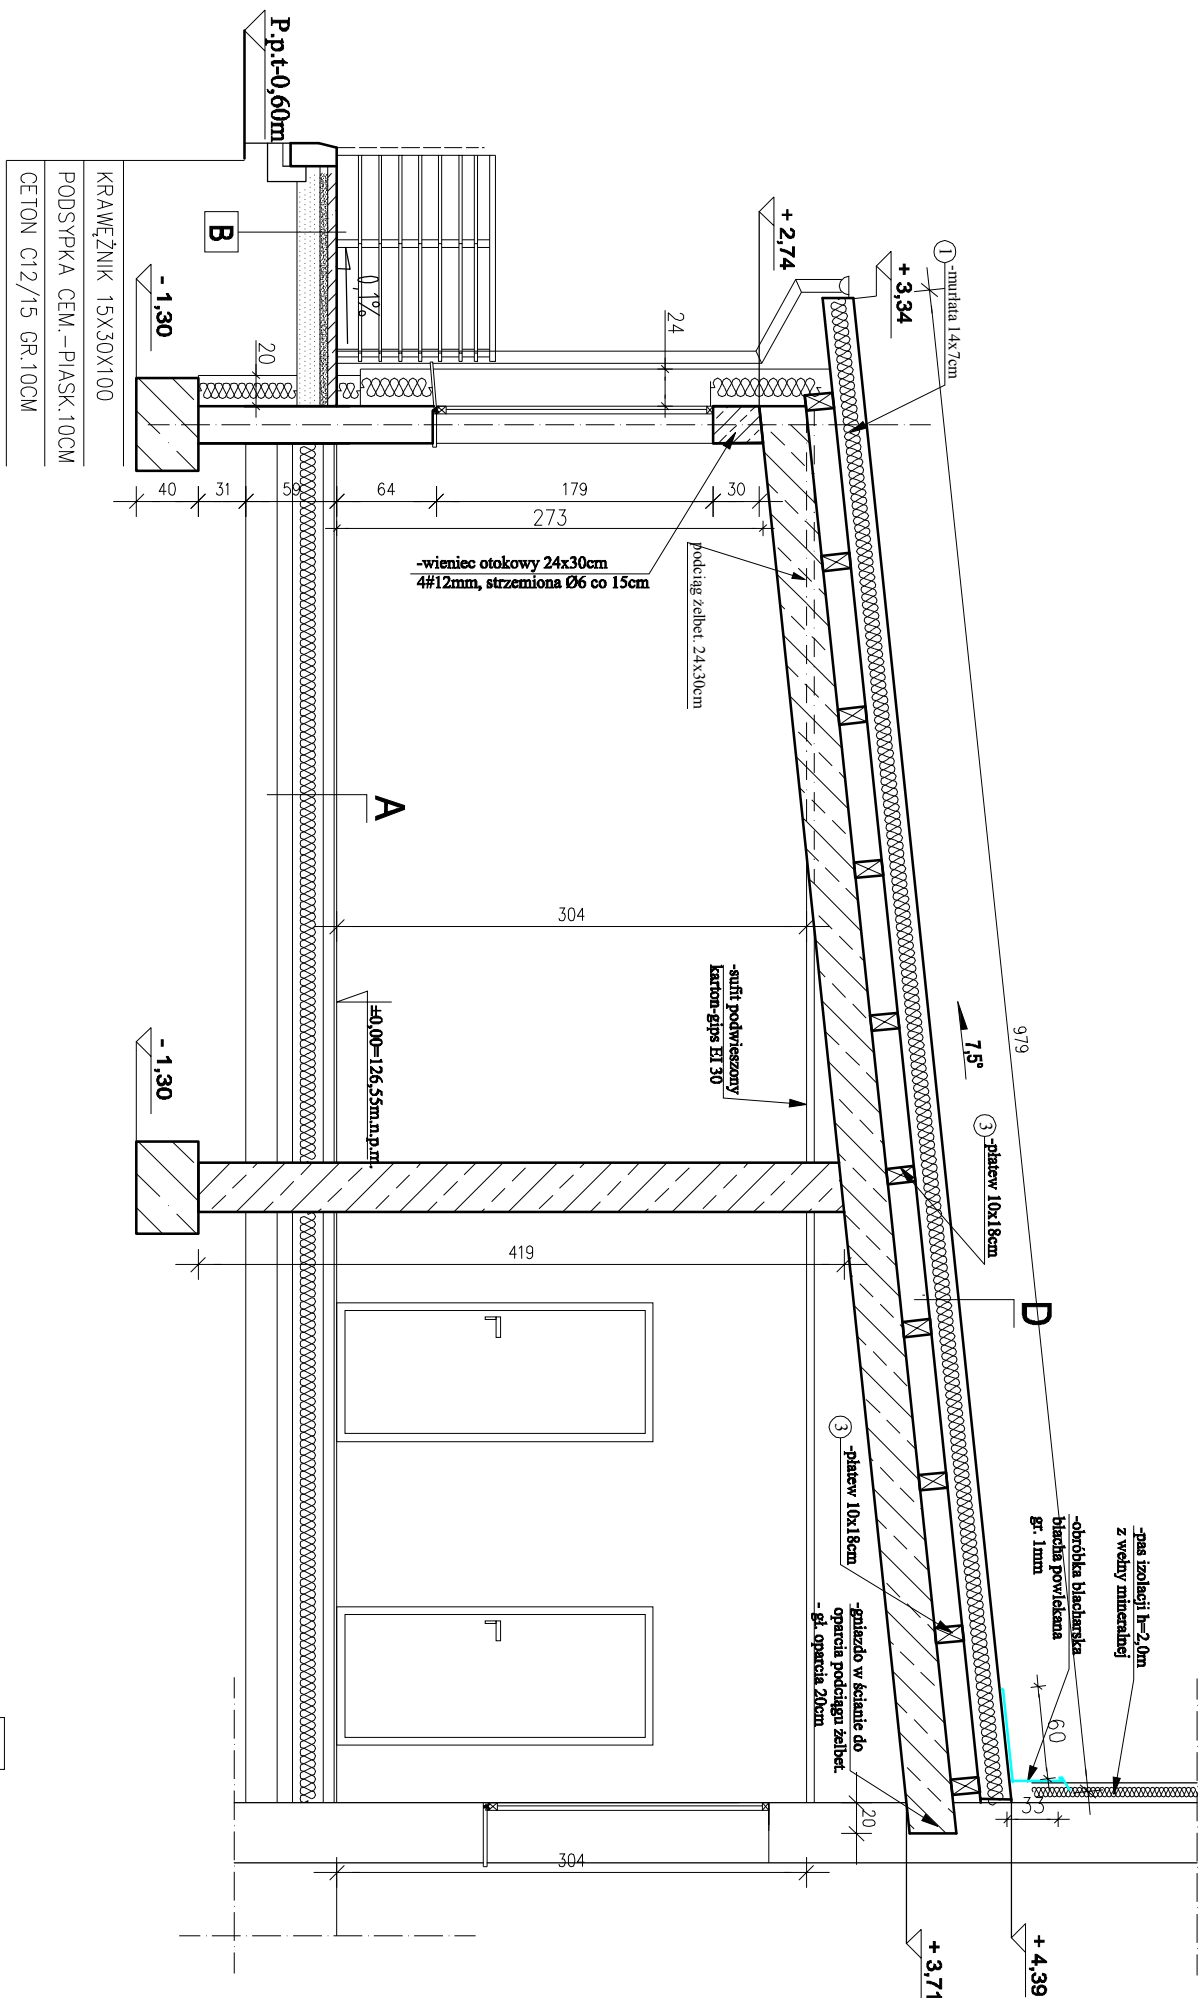 P.p.t-0,60m
KRAWĘŻNIK 15X30X100
PODSYPKA CEM.-PIASK.10CM
CETON C12/15 GR.10CM
B
0,1%
- 1,30
20
24
+ 2,74
+ 3,34
1
-murłata 14x7cm
40
31
59
64
179
30
273
-wieniec otokowy 24x30cm
4#12mm, strzemiona Ø6 co 15cm
podciąg żelbet. 24x30cm
A
304
±0,00=126,55m.n.p.m.
-sufit podwieszony
karton-gips EI 30
979
7,5°
3
-płatew 10x18cm
- 1,30
419
D
3
-płatew 10x18cm
-gniazdo w ścianie do
oparcia podciągu żelbet.
- gł. oparcia 20cm
-pas izolacji h=2,0m
z wełny mineralnej
-obróbka blacharska
blacha powlekana
gr. 1mm
60
33
20
304
+ 3,71
+ 4,39